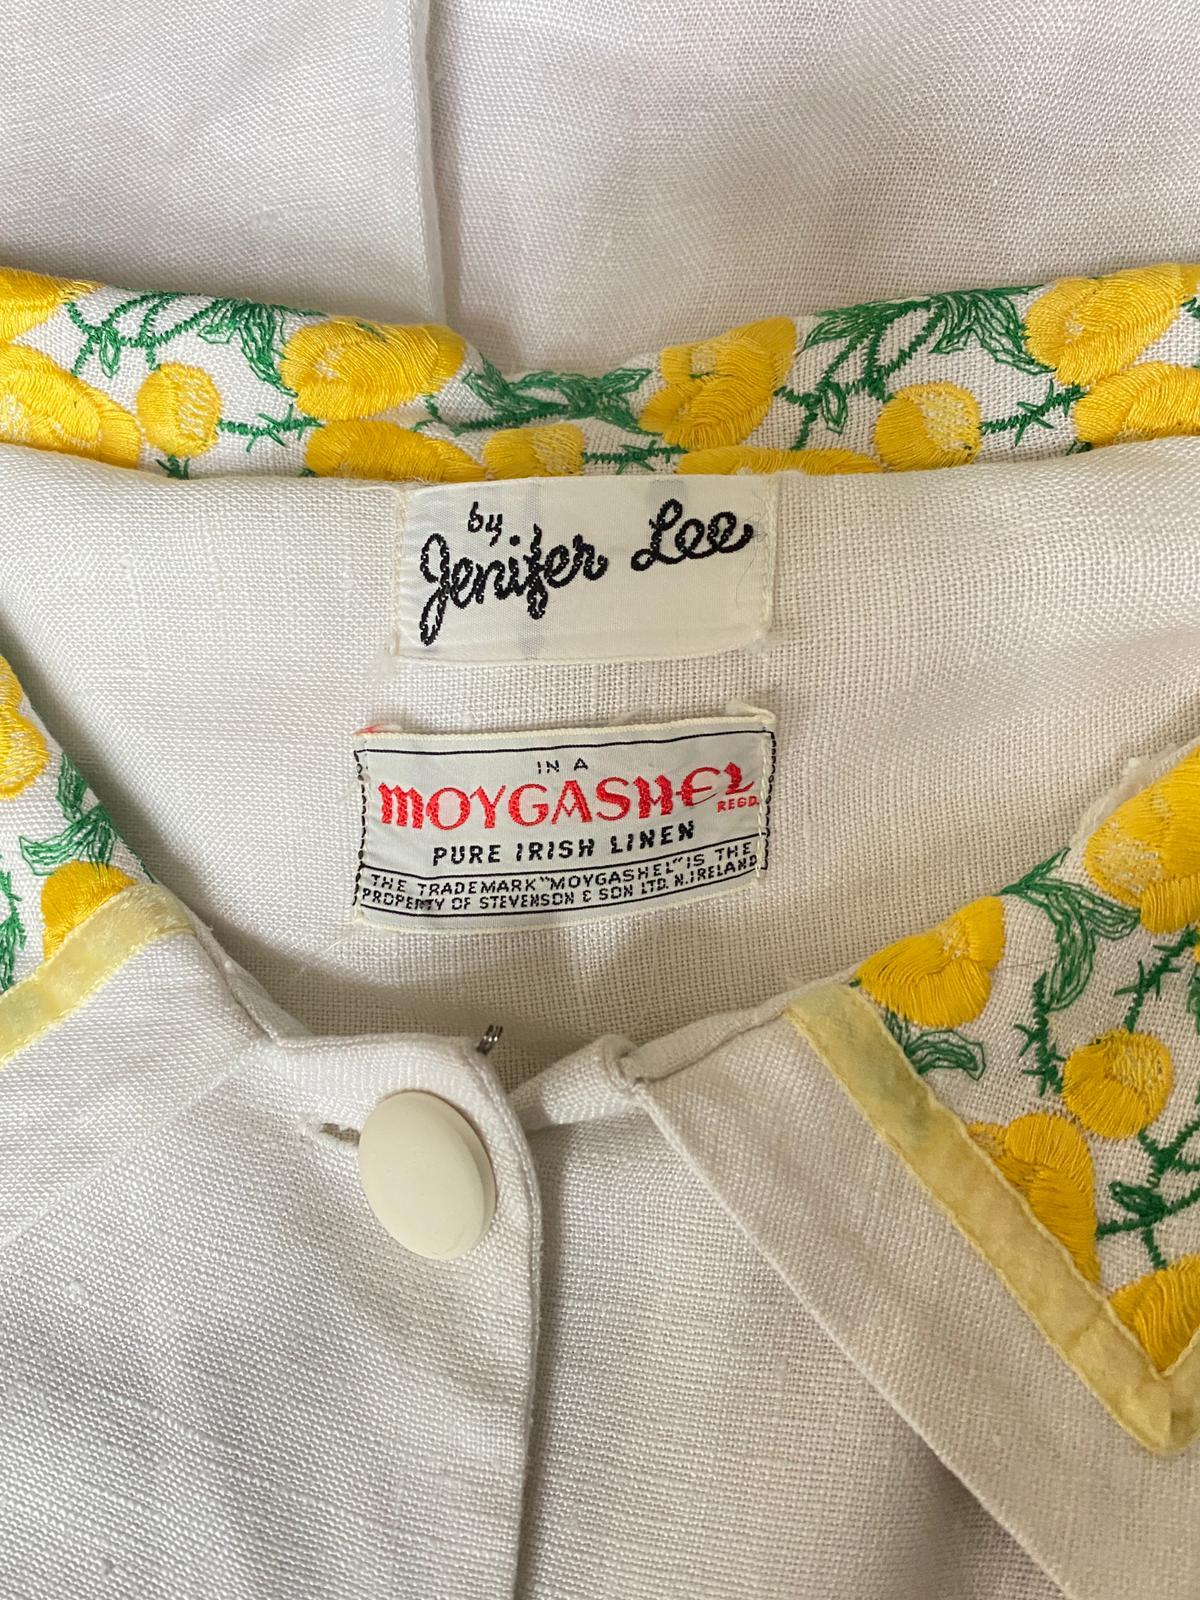 by
Jenifer Lee
IN A
MOYGASHEL
REGD.
PURE IRISH LINEN
THE TRADEMARK "MOYGASHEL" IS THE
PROPERTY OF STEVENSON & SON LTD. N.IRELAND